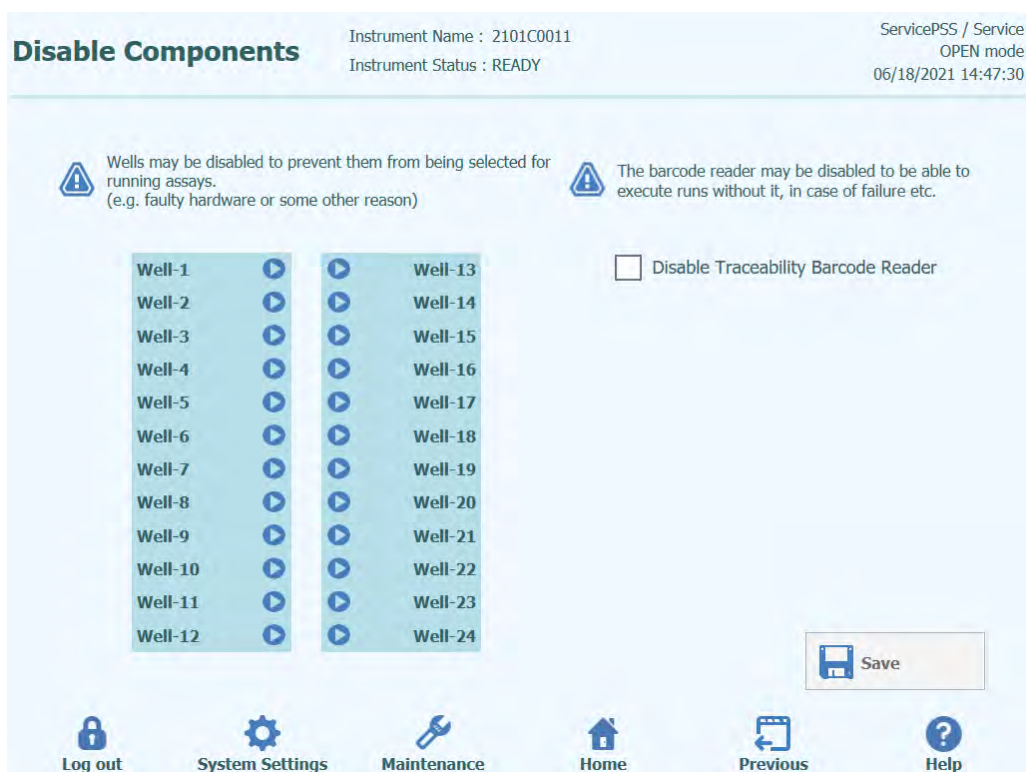 Disable Components
Instrument Name : 2101C0011
Instrument Status : READY
ServicePSS / Service
OPEN mode
06/18/2021 14:47:30
Wells may be disabled to prevent them from being selected for
running assays.
(e.g. faulty hardware or some other reason)
The barcode reader may be disabled to be able to
execute runs without it, in case of failure etc.
Well-1
Well-2
Well-3
Well-4
Well-5
Well-6
Well-7
Well-8
Well-9
Well-10
Well-11
Well-12
Well-13
Well-14
Well-15
Well-16
Well-17
Well-18
Well-19
Well-20
Well-21
Well-22
Well-23
Well-24
Disable Traceability Barcode Reader
Save
Log out
System Settings
Maintenance
Home
Previous
Help